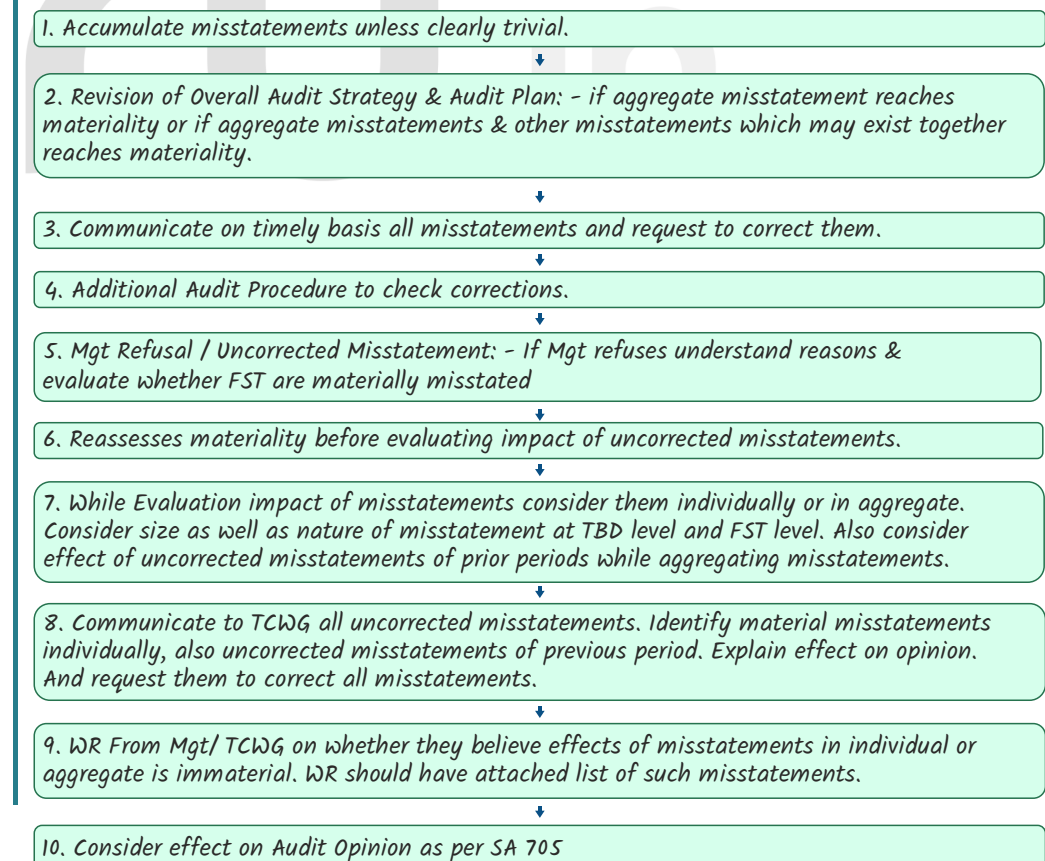 1. Accumulate misstatements unless clearly trivial.
2. Revision of Overall Audit Strategy & Audit Plan: - if aggregate misstatement reaches
materiality or if aggregate misstatements & other misstatements which may exist together
reaches materiality.
3. Communicate on timely basis all misstatements and request to correct them.
4. Additional Audit Procedure to check corrections.
5. Mgt Refusal / Uncorrected Misstatement: - If Mgt refuses understand reasons &
evaluate whether FST are materially misstated
6. Reassesses materiality before evaluating impact of uncorrected misstatements.
7. While Evaluation impact of misstatements consider them individually or in aggregate.
Consider size as well as nature of misstatement at TBD level and FST level. Also consider
effect of uncorrected misstatements of prior periods while aggregating misstatements.
8. Communicate to TCWG all uncorrected misstatements. Identify material misstatements
individually, also uncorrected misstatements of previous period. Explain effect on opinion.
And request them to correct all misstatements.
9. WR From Mgt/ TCWG on whether they believe effects of misstatements in individual or
aggregate is immaterial. WR should have attached list of such misstatements.
10. Consider effect on Audit Opinion as per SA 705